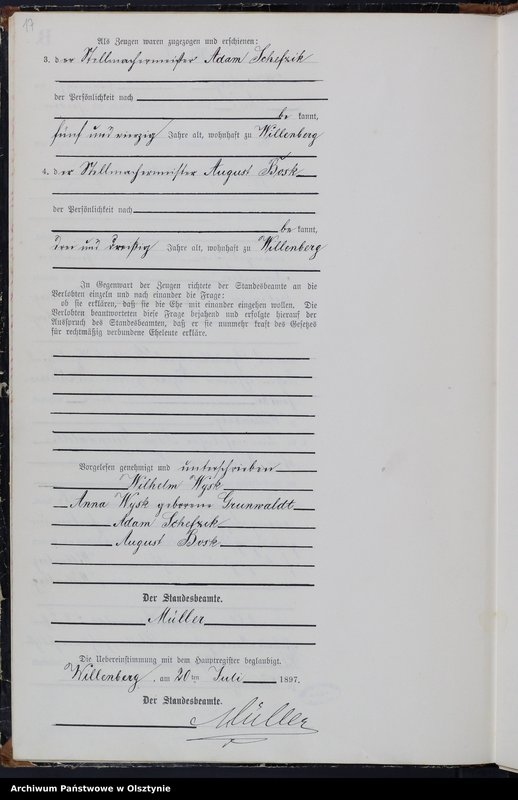 17
Als Zeugen waren zugezogen und erschienen:
3. der Stellmachermeister Adam Schefzik
der Persönlichkeit nach
be kannt,
fünf und vierzig Jahre alt, wohnhaft zu Willenberg
4. der Stellmachermeister August Bosk
der Persönlichkeit nach
be kannt,
drei und dreißig Jahre alt, wohnhaft zu Willenberg
In Gegenwart der Zeugen richtete der Standesbeamte an die
Verlobten einzeln und nach einander die Frage:
ob sie erklären, daß sie die Ehe mit einander eingehen wollen. Die
Verlobten beantworteten diese Frage bejahend und erfolgte hierauf der
Ausspruch des Standesbeamten, daß er sie nunmehr kraft des Gesetzes
für rechtmäßig verbundene Eheleute erkläre.
Vorgelesen genehmigt und unterschrieben
Wilhelm Wysk
Anna Wysk geborene Grunwaldt
Adam Schefzik
August Bosk
Der Standesbeamte.
Müller
Die Uebereinstimmung mit dem Hauptregister beglaubigt.
Willenberg, am 20ten Juli 1897.
Der Standesbeamte.
Müller
Archiwum Państwowe w Olsztynie